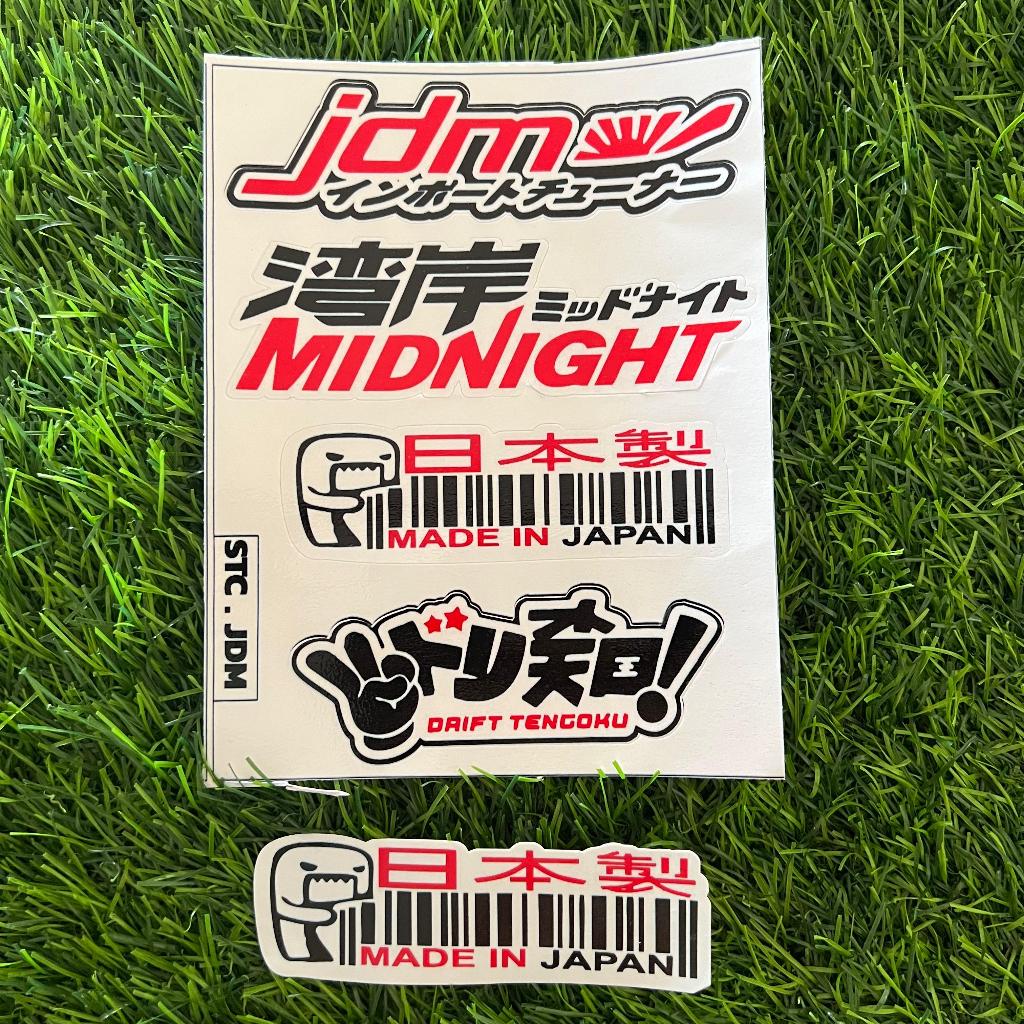 jdm
インポートチューナー
湾岸 ミッドナイト
MIDNIGHT
日本製
MADE IN JAPAN
STC . JDM
ドリ天国!
DRIFT TENGOKU
日本製
MADE IN JAPAN